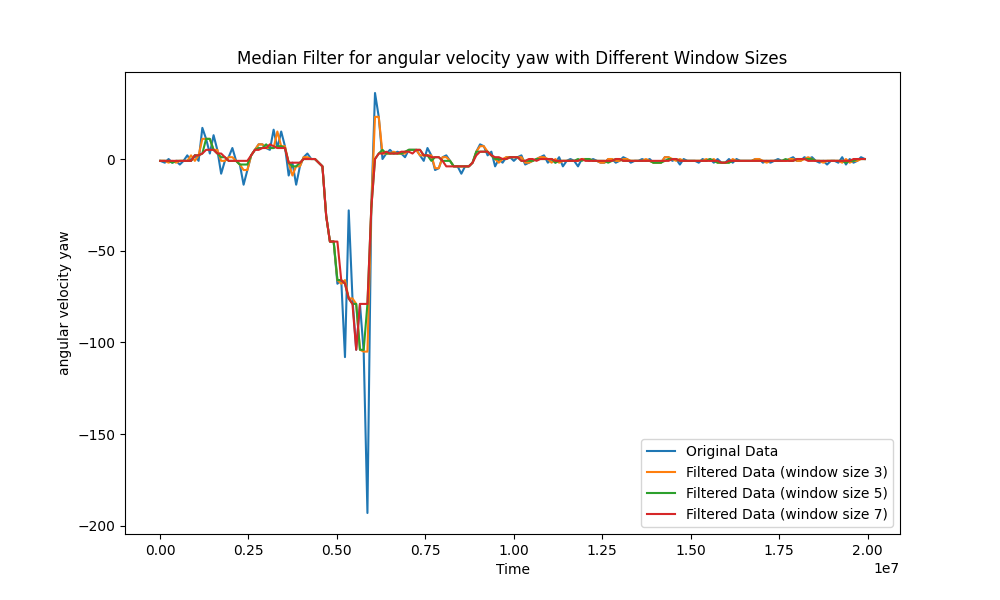 Median Filter for angular velocity yaw with Different Window Sizes
angular velocity yaw
0
−50
−100
−150
−200
Original Data
Filtered Data (window size 3)
Filtered Data (window size 5)
Filtered Data (window size 7)
0.00 0.25 0.50 0.75 1.00 1.25 1.50 1.75 2.00
Time
1e7